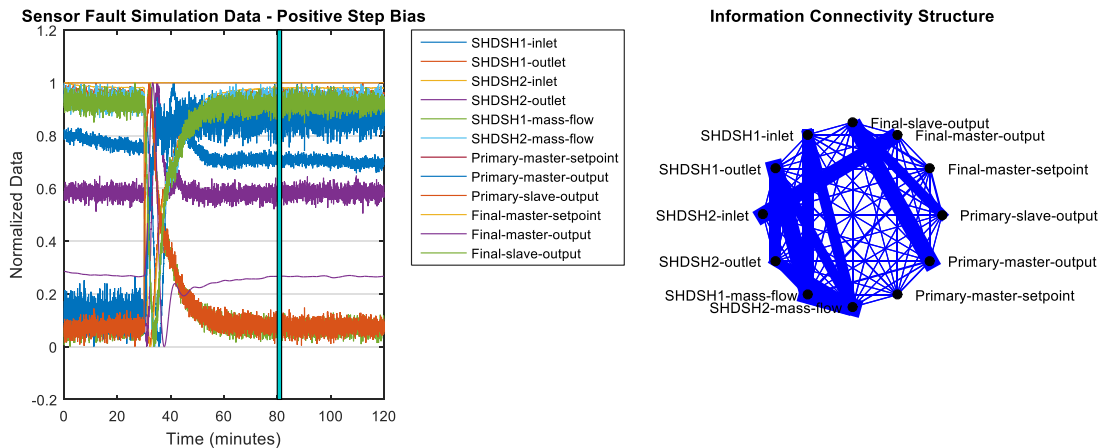 Sensor Fault Simulation Data - Positive Step Bias
1.2
1
0.8
0.6
0.4
0.2
0
-0.2
Normalized Data
0 20 40 60 80 100 120
Time (minutes)
SHDSH1-inlet
SHDSH1-outlet
SHDSH2-inlet
SHDSH2-outlet
SHDSH1-mass-flow
SHDSH2-mass-flow
Primary-master-setpoint
Primary-master-output
Primary-slave-output
Final-master-setpoint
Final-master-output
Final-slave-output
Information Connectivity Structure
Final-slave-output
SHDSH1-inlet
Final-master-output
SHDSH1-outlet
Final-master-setpoint
SHDSH2-inlet
Primary-slave-output
SHDSH2-outlet
Primary-master-output
SHDSH1-mass-flow
Primary-master-setpoint
SHDSH2-mass-flow